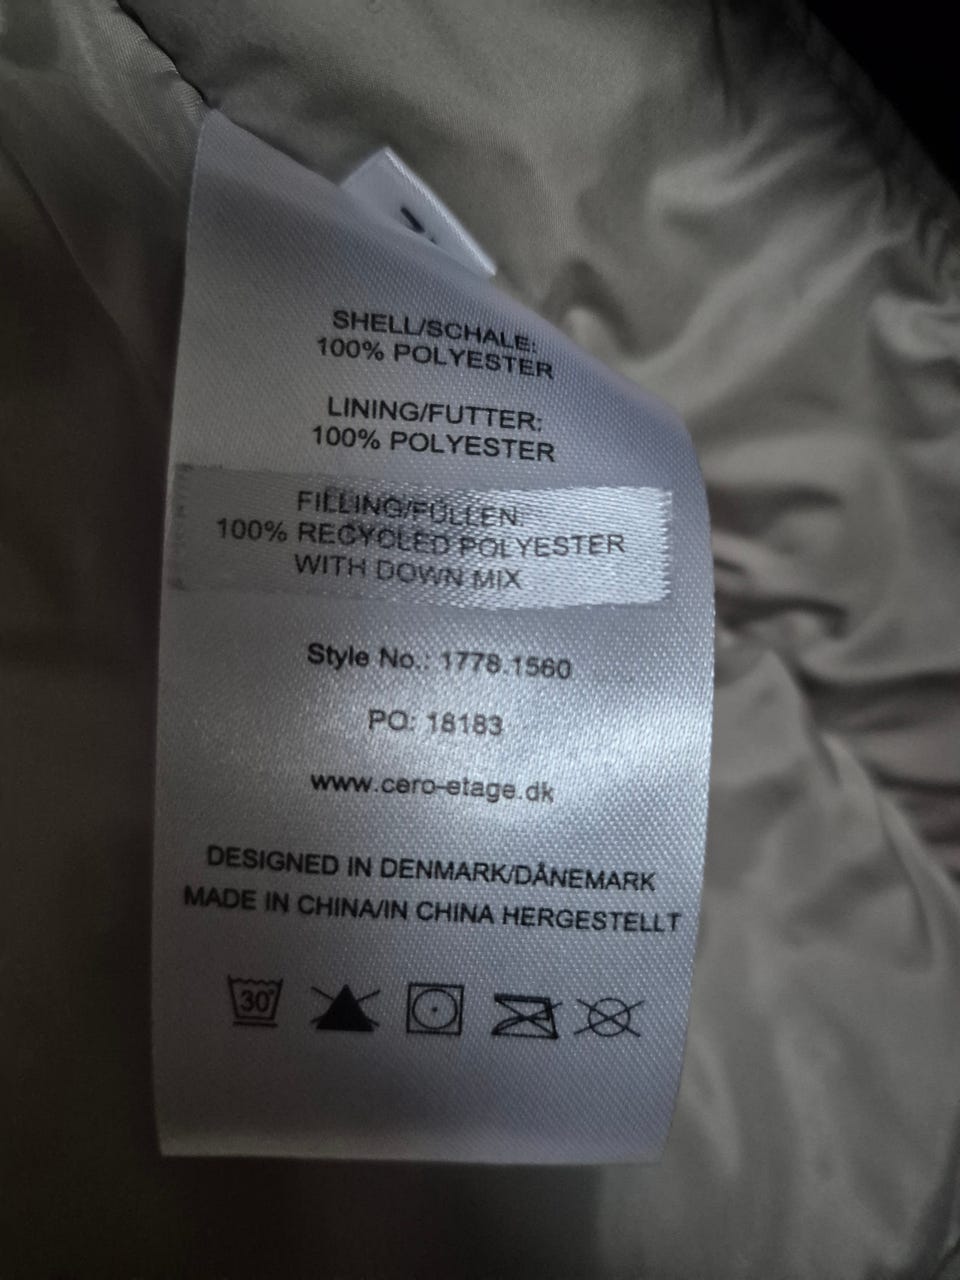 SHELL/SCHALE:
100% POLYESTER
LINING/FUTTER:
100% POLYESTER
FILLING/FÜLLEN:
100% RECYCLED POLYESTER
WITH DOWN MIX
Style No.: 1778.1560
PO: 18183
www.cero-etage.dk
DESIGNED IN DENMARK/DÄNEMARK
MADE IN CHINA/IN CHINA HERGESTELLT
30°